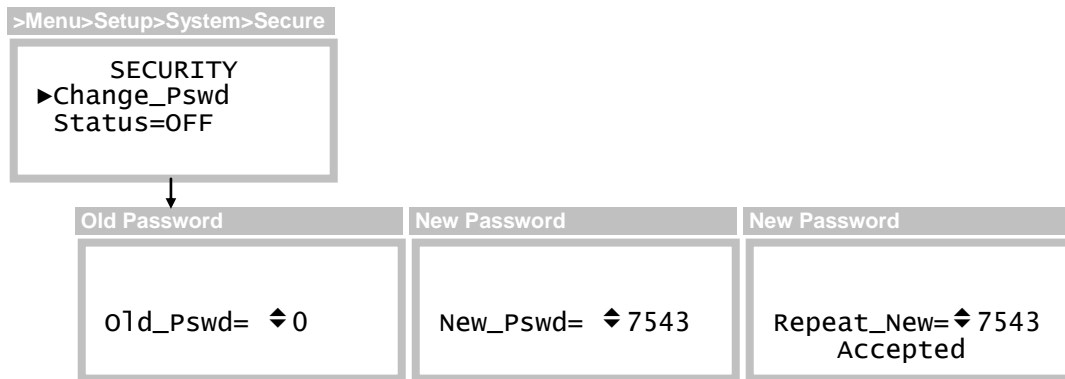 >Menu>Setup>System>Secure
SECURITY
►Change_Pswd
Status=OFF
Old Password
Old_Pswd= 0
New Password
New_Pswd= 7543
New Password
Repeat_New= 7543
Accepted